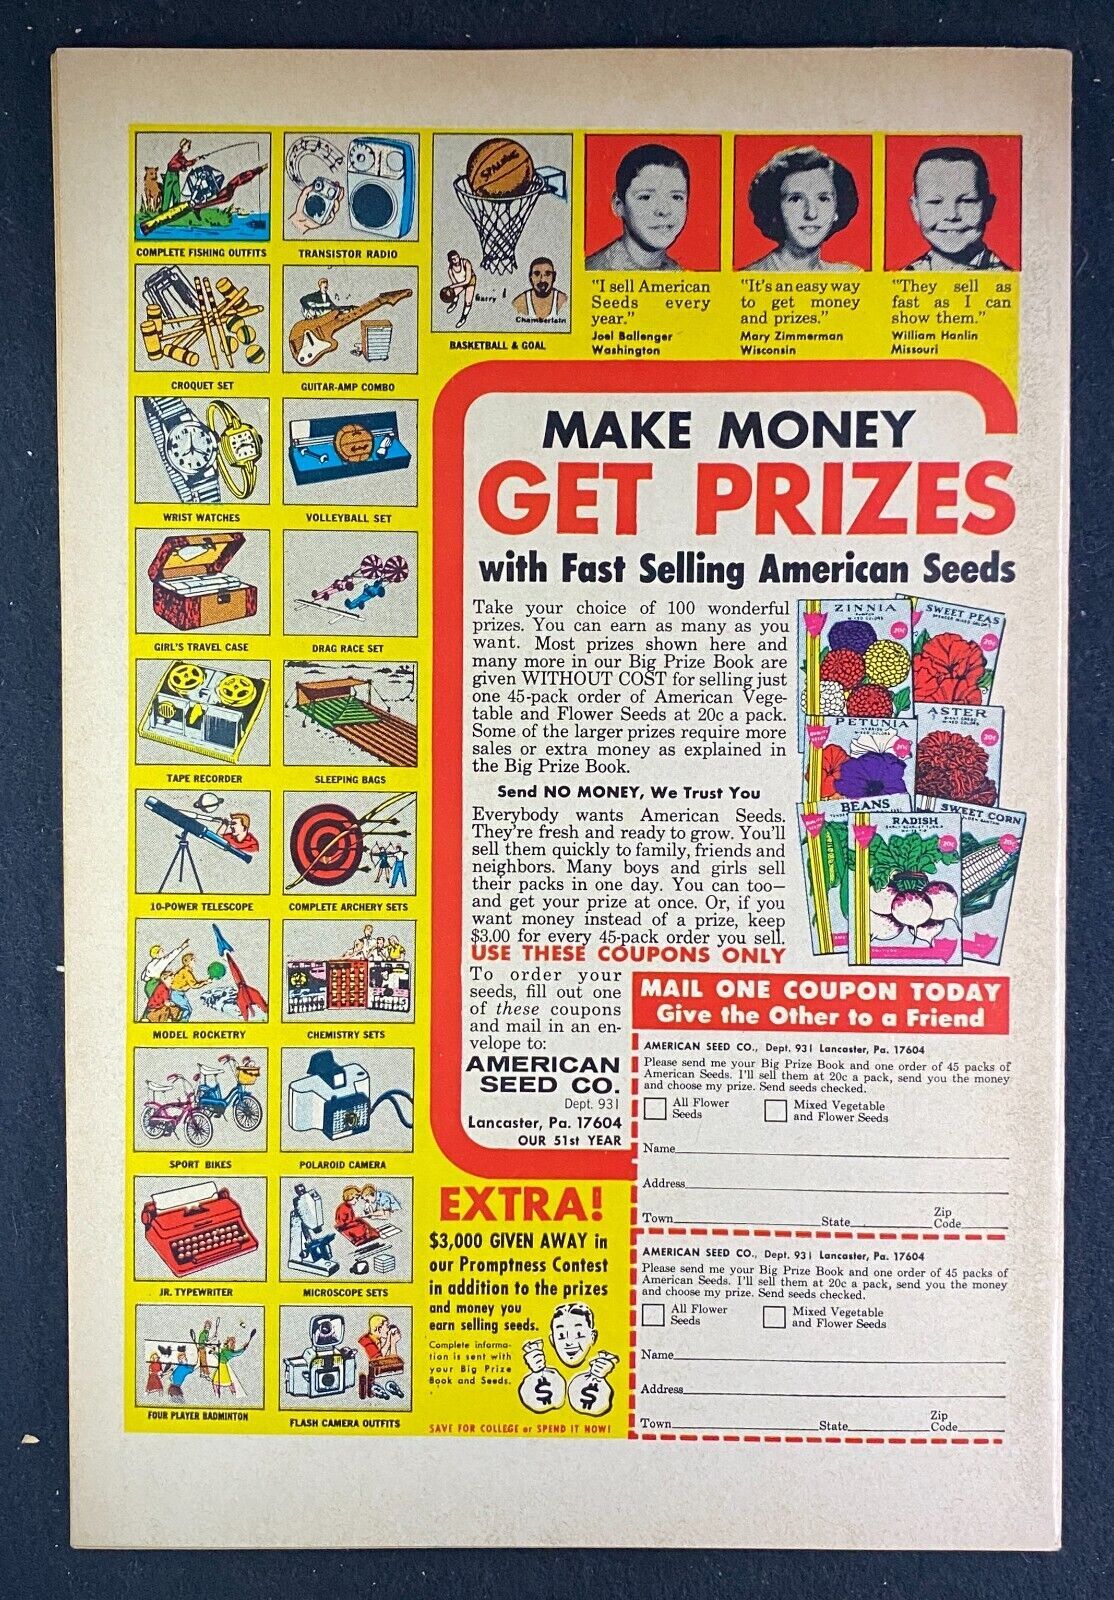 COMPLETE FISHING OUTFITS
TRANSISTOR RADIO
CROQUET SET
GUITAR-AMP COMBO
WRIST WATCHES
VOLLEYBALL SET
GIRL'S TRAVEL CASE
DRAG RACE SET
TAPE RECORDER
SLEEPING BAGS
10-POWER TELESCOPE
COMPLETE ARCHERY SETS
MODEL ROCKETRY
CHEMISTRY SETS
SPORT BIKES
POLAROID CAMERA
JR. TYPEWRITER
MICROSCOPE SETS
FOUR PLAYER BADMINTON
FLASH CAMERA OUTFITS
SPALDING
Barry
Chamberlain
BASKETBALL & GOAL
"I sell American
Seeds every
year."
Joel Ballenger
Washington
"It's an easy way
to get money
and prizes."
Mary Zimmerman
Wisconsin
"They sell as
fast as I can
show them."
William Hanlin
Missouri
MAKE MONEY
GET PRIZES
with Fast Selling American Seeds
Take your choice of 100 wonderful
prizes. You can earn as many as you
want. Most prizes shown here and
many more in our Big Prize Book are
given WITHOUT COST for selling just
one 45-pack order of American Vege-
table and Flower Seeds at 20c a pack.
Some of the larger prizes require more
sales or extra money as explained in
the Big Prize Book.
Send NO MONEY, We Trust You
Everybody wants American Seeds.
They're fresh and ready to grow. You'll
sell them quickly to family, friends and
neighbors. Many boys and girls sell
their packs in one day. You can too—
and get your prize at once. Or, if you
want money instead of a prize, keep
$3.00 for every 45-pack order you sell.
USE THESE COUPONS ONLY
ZINNIA
MIXED COLORS
20c
SWEET PEAS
SPENCER MIXED COLORS
20c
PETUNIA
MIXED COLORS
20c
ASTER
MIXED COLORS
20c
BEANS
RADISH
20c
SWEET CORN
20c
To order your
seeds, fill out one
of these coupons
and mail in an en-
velope to:
AMERICAN
SEED CO.
Dept. 931
Lancaster, Pa. 17604
OUR 51st YEAR
MAIL ONE COUPON TODAY
Give the Other to a Friend
AMERICAN SEED CO., Dept. 931 Lancaster, Pa. 17604
Please send me your Big Prize Book and one order of 45 packs of
American Seeds. I'll sell them at 20c a pack, send you the money
and choose my prize. Send seeds checked.
All Flower
Seeds
Mixed Vegetable
and Flower Seeds
Name
Address
Town State Zip Code
AMERICAN SEED CO., Dept. 931 Lancaster, Pa. 17604
Please send me your Big Prize Book and one order of 45 packs of
American Seeds. I'll sell them at 20c a pack, send you the money
and choose my prize. Send seeds checked.
All Flower
Seeds
Mixed Vegetable
and Flower Seeds
Name
Address
Town State Zip Code
EXTRA!
$3,000 GIVEN AWAY in
our Promptness Contest
in addition to the prizes
and money you
earn selling seeds.
Complete informa-
tion is sent with
your Big Prize
Book and Seeds.
$ $
SAVE FOR COLLEGE or SPEND IT NOW!